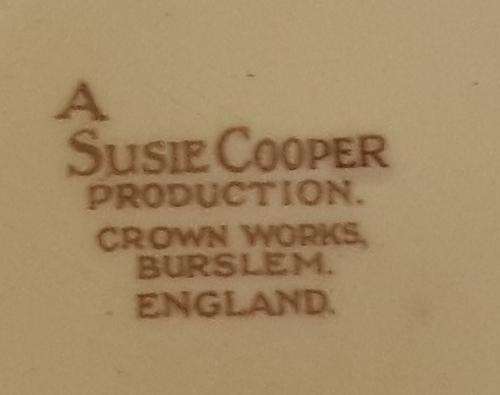 A
SUSIE COOPER
PRODUCTION.
CROWN WORKS,
BURSLEM.
ENGLAND.